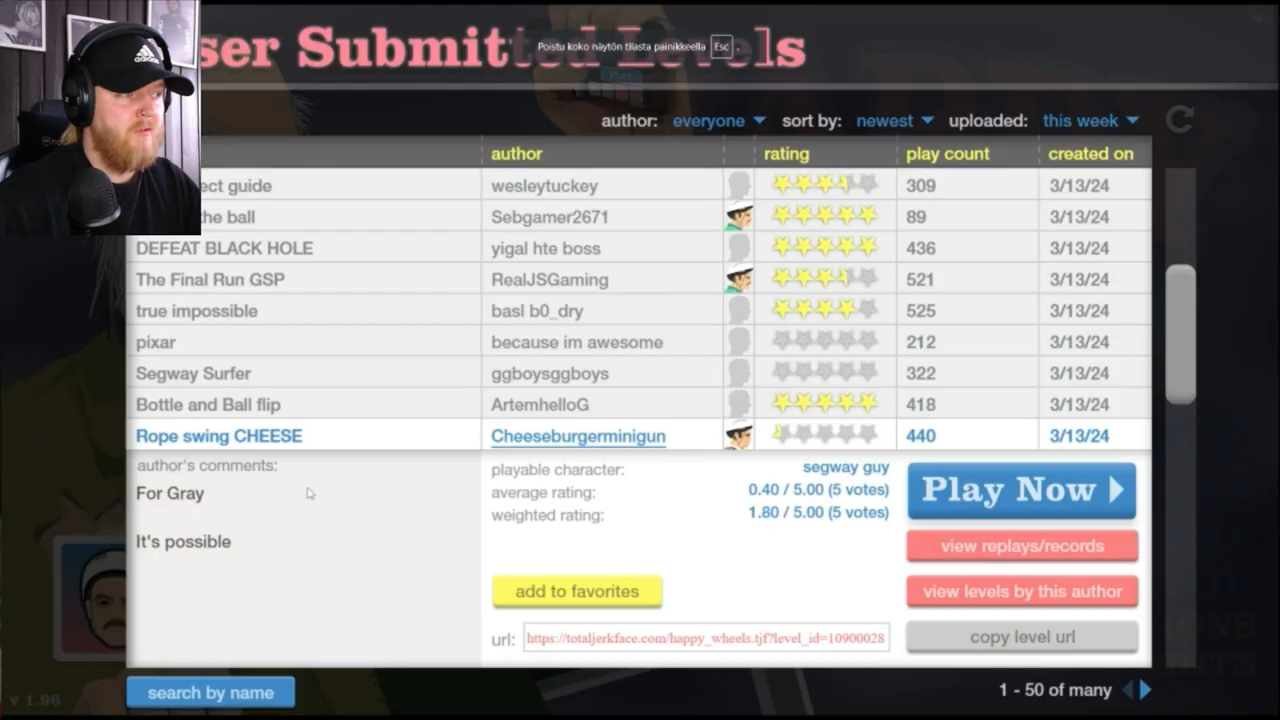 ser Submitted Levels
Poistu koko näytön tilasta painikkeella Esc .
author: everyone sort by: newest uploaded: this week
author rating play count created on
ect guide wesleytuckey 309 3/13/24
the ball Sebgamer2671 89 3/13/24
DEFEAT BLACK HOLE yigal hte boss 436 3/13/24
The Final Run GSP RealJSGaming 521 3/13/24
true impossible basl b0_dry 525 3/13/24
pixar because im awesome 212 3/13/24
Segway Surfer ggboysggboys 322 3/13/24
Bottle and Ball flip ArtemhelloG 418 3/13/24
Rope swing CHEESE Cheeseburgerminigun 440 3/13/24
author's comments:
For Gray
It's possible
playable character: segway guy
average rating: 0.40 / 5.00 (5 votes)
weighted rating: 1.80 / 5.00 (5 votes)
Play Now
view replays/records
add to favorites
view levels by this author
url: https://totaljerkface.com/happy_wheels.tjf?level_id=10900028
copy level url
search by name
1 - 50 of many
v 1.96
adidas